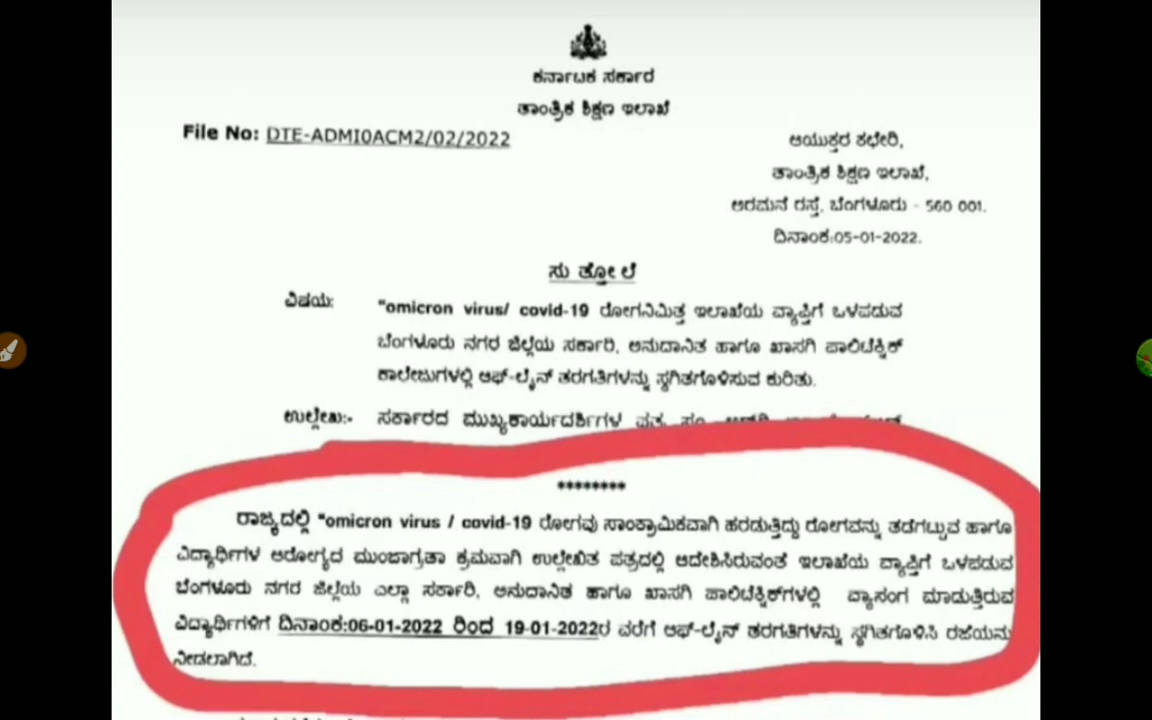 ಕರ್ನಾಟಕ ಸರ್ಕಾರ
ತಾಂತ್ರಿಕ ಶಿಕ್ಷಣ ಇಲಾಖೆ
File No: DTE-ADMI0ACM2/02/2022
ಆಯುಕ್ತರ ಕಛೇರಿ,
ತಾಂತ್ರಿಕ ಶಿಕ್ಷಣ ಇಲಾಖೆ,
ಅರಮನೆ ರಸ್ತೆ, ಬೆಂಗಳೂರು - 560 001.
ದಿನಾಂಕ:05-01-2022.
ಸು ತ್ತೋ ಲೆ
ವಿಷಯ: "omicron virus/ covid-19 ರೋಗನಿಮಿತ್ತ ಇಲಾಖೆಯ ವ್ಯಾಪ್ತಿಗೆ ಒಳಪಡುವ
ಬೆಂಗಳೂರು ನಗರ ಜಿಲ್ಲೆಯ ಸರ್ಕಾರಿ, ಅನುದಾನಿತ ಹಾಗೂ ಖಾಸಗಿ ಪಾಲಿಟೆಕ್ನಿಕ್
ಕಾಲೇಜುಗಳಲ್ಲಿ ಆಫ್-ಲೈನ್ ತರಗತಿಗಳನ್ನು ಸ್ಥಗಿತಗೊಳಿಸುವ ಕುರಿತು.
ಉಲ್ಲೇಖ:- ಸರ್ಕಾರದ ಮುಖ್ಯಕಾರ್ಯದರ್ಶಿಗಳ ಪತ್ರ ಸಂ
********
ರಾಜ್ಯದಲ್ಲಿ "omicron virus / covid-19 ರೋಗವು ಸಾಂಕ್ರಾಮಿಕವಾಗಿ ಹರಡುತ್ತಿದ್ದು ರೋಗವನ್ನು ತಡೆಗಟ್ಟುವ ಹಾಗೂ
ವಿದ್ಯಾರ್ಥಿಗಳ ಆರೋಗ್ಯದ ಮುಂಜಾಗ್ರತಾ ಕ್ರಮವಾಗಿ ಉಲ್ಲೇಖಿತ ಪತ್ರದಲ್ಲಿ ಆದೇಶಿಸಿರುವಂತೆ ಇಲಾಖೆಯ ವ್ಯಾಪ್ತಿಗೆ ಒಳಪಡುವ
ಬೆಂಗಳೂರು ನಗರ ಜಿಲ್ಲೆಯ ಎಲ್ಲಾ ಸರ್ಕಾರಿ, ಅನುದಾನಿತ ಹಾಗೂ ಖಾಸಗಿ ಪಾಲಿಟೆಕ್ನಿಕ್‌ಗಳಲ್ಲಿ ವ್ಯಾಸಂಗ ಮಾಡುತ್ತಿರುವ
ವಿದ್ಯಾರ್ಥಿಗಳಿಗೆ ದಿನಾಂಕ:06-01-2022 ರಿಂದ 19-01-2022ರ ವರೆಗೆ ಆಫ್-ಲೈನ್ ತರಗತಿಗಳನ್ನು ಸ್ಥಗಿತಗೊಳಿಸಿ ರಜೆಯನ್ನು
ನೀಡಲಾಗಿದೆ.